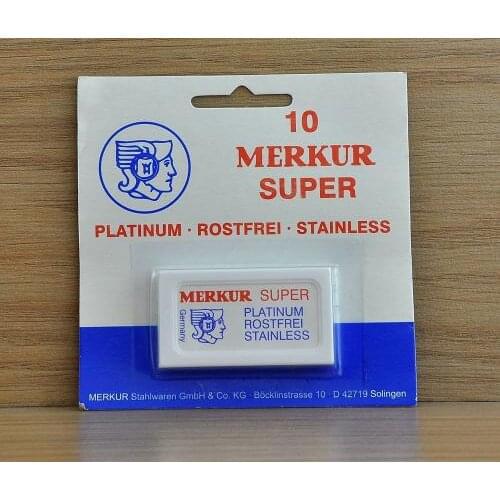 10
MERKUR
SUPER
PLATINUM · ROSTFREI · STAINLESS
MERKUR SUPER
Germany
PLATINUM
ROSTFREI
STAINLESS
MERKUR Stahlwaren GmbH & Co. KG · Böcklinstrasse 10 · D 42719 Solingen